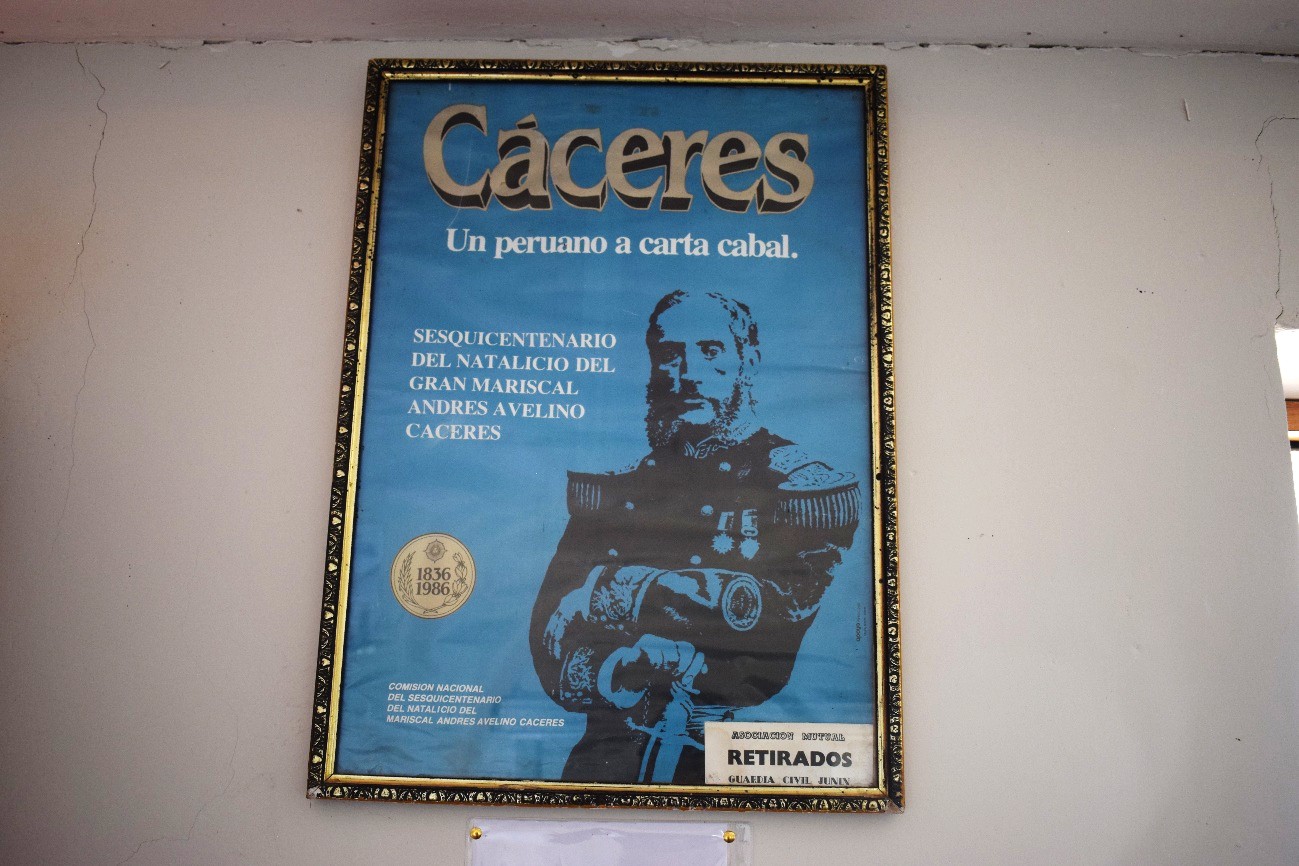 Cáceres
Un peruano a carta cabal.
SESQUICENTENARIO
DEL NATALICIO DEL
GRAN MARISCAL
ANDRES AVELINO
CACERES
1836
1986
COMISION NACIONAL
DEL SESQUICENTENARIO
DEL NATALICIO DEL
MARISCAL ANDRES AVELINO CACERES
ASOCIACION MUTUAL
RETIRADOS
GUARDIA CIVIL JUNIN